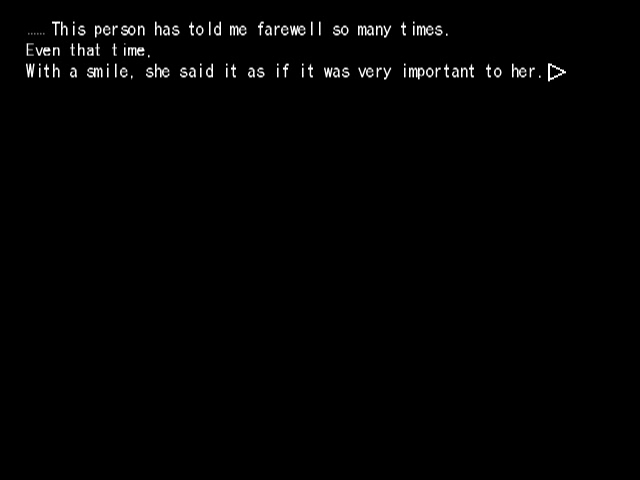 ...... This person has told me farewell so many times.
Even that time,
With a smile, she said it as if it was very important to her.